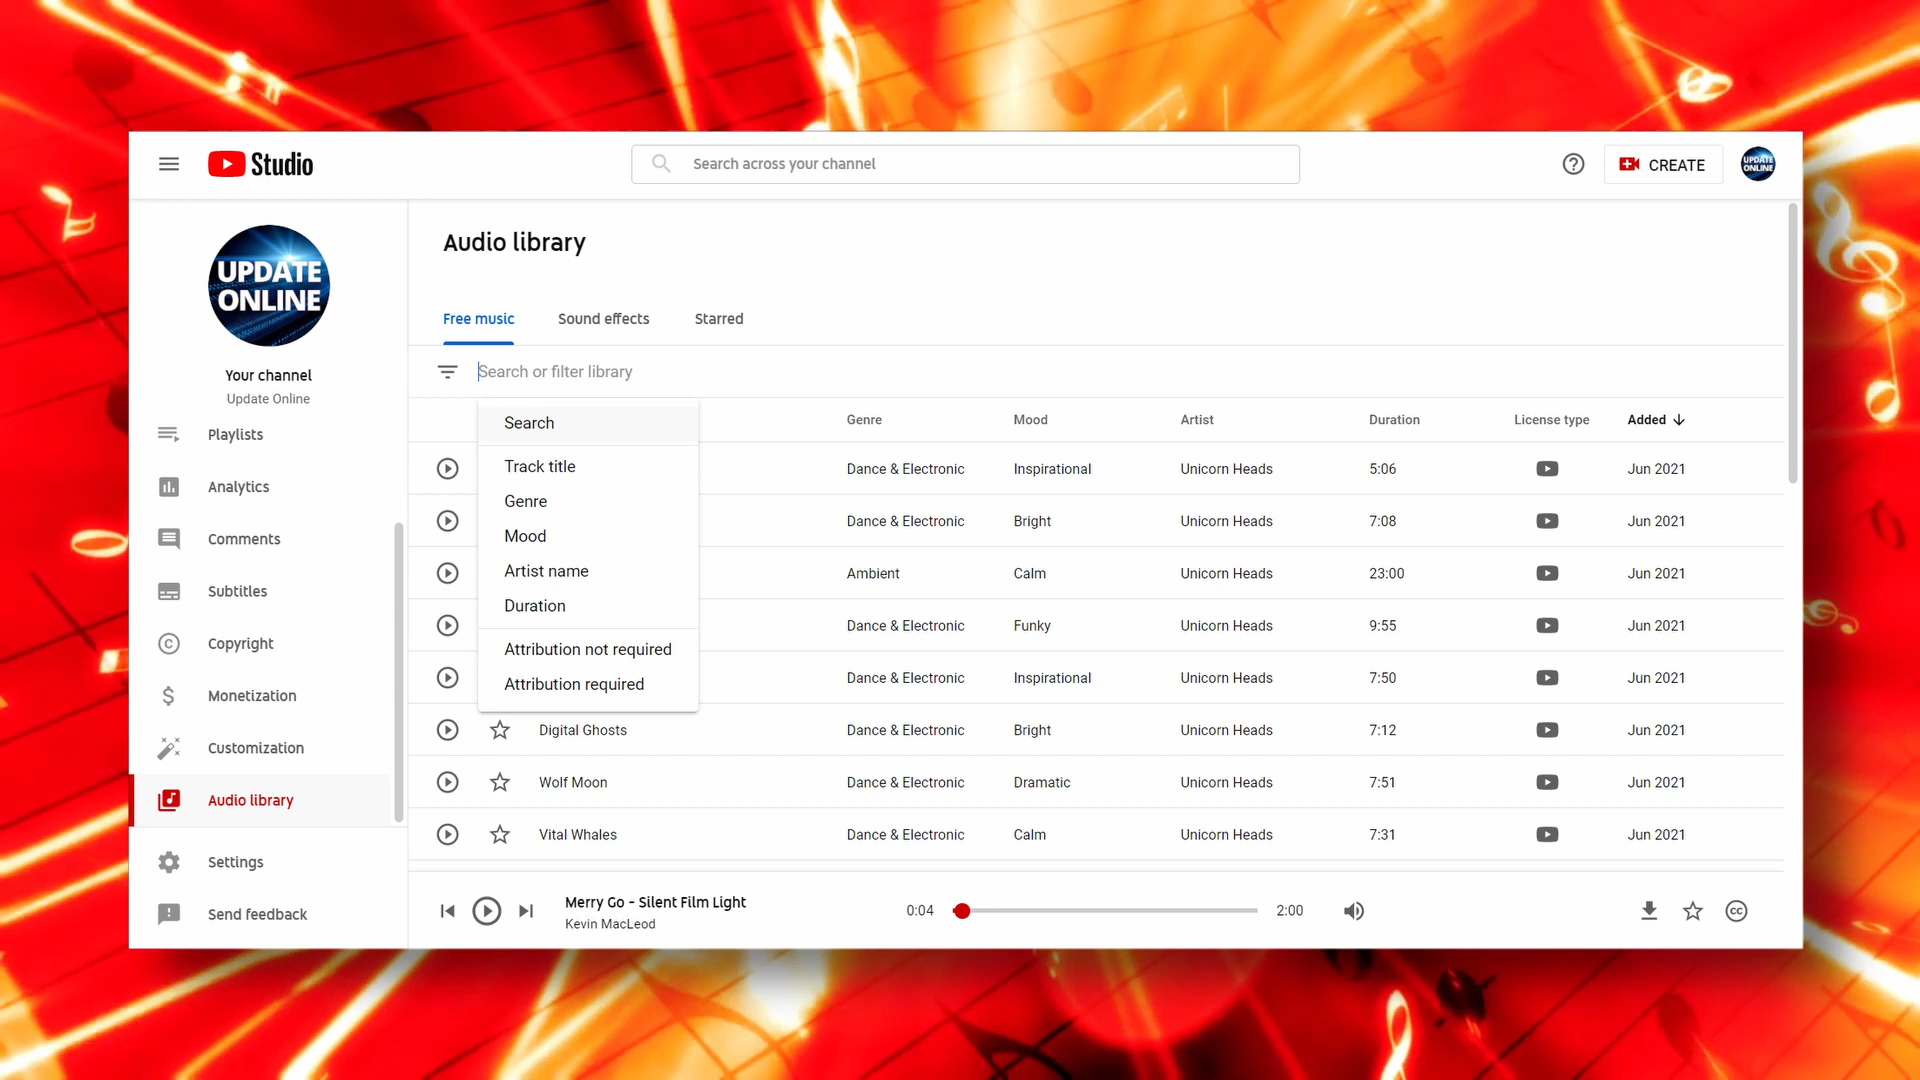 Studio
Search across your channel
CREATE
UPDATE
ONLINE
UPDATE
ONLINE
Your channel
Update Online
Playlists
Analytics
Comments
Subtitles
Copyright
Monetization
Customization
Audio library
Settings
Send feedback
Audio library
Free music Sound effects Starred
Search or filter library
Search
Track title
Genre
Mood
Artist name
Duration
Attribution not required
Attribution required
Genre Mood Artist Duration License type Added
Dance & Electronic Inspirational Unicorn Heads 5:06 Jun 2021
Dance & Electronic Bright Unicorn Heads 7:08 Jun 2021
Ambient Calm Unicorn Heads 23:00 Jun 2021
Dance & Electronic Funky Unicorn Heads 9:55 Jun 2021
Dance & Electronic Inspirational Unicorn Heads 7:50 Jun 2021
Digital Ghosts Dance & Electronic Bright Unicorn Heads 7:12 Jun 2021
Wolf Moon Dance & Electronic Dramatic Unicorn Heads 7:51 Jun 2021
Vital Whales Dance & Electronic Calm Unicorn Heads 7:31 Jun 2021
Merry Go - Silent Film Light
Kevin MacLeod
0:04 2:00